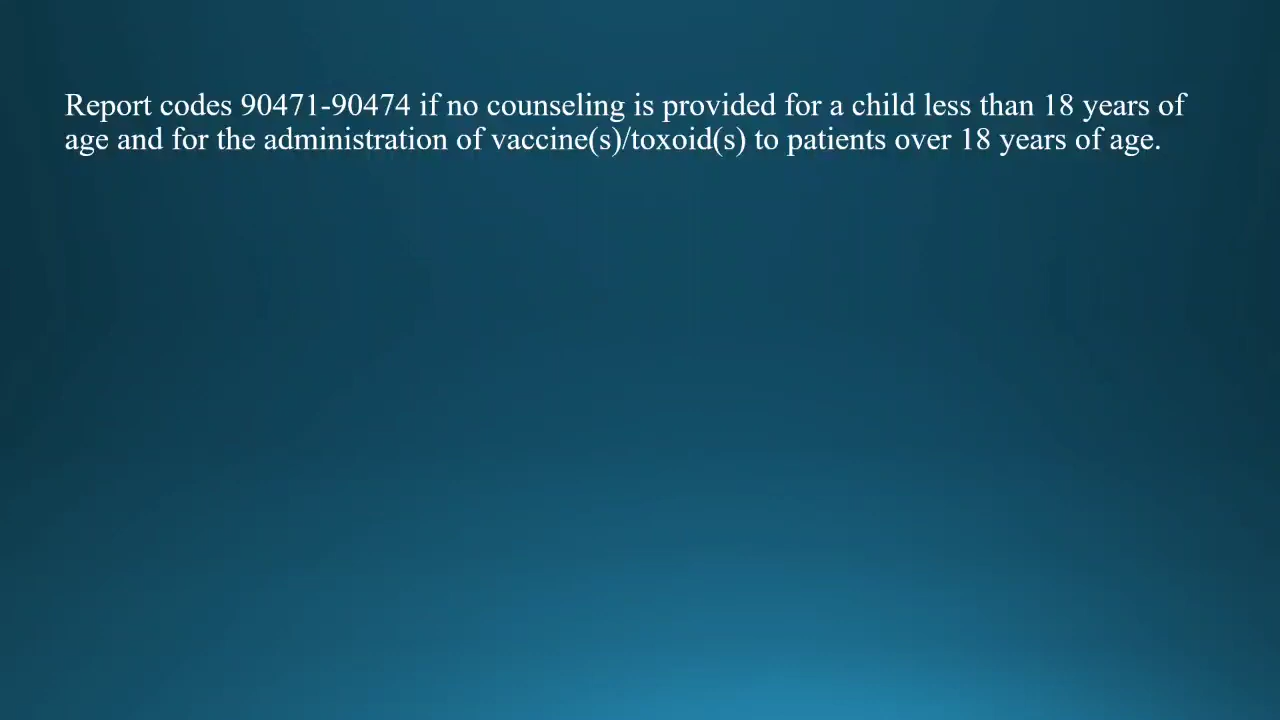 Report codes 90471-90474 if no counseling is provided for a child less than 18 years of
age and for the administration of vaccine(s)/toxoid(s) to patients over 18 years of age.